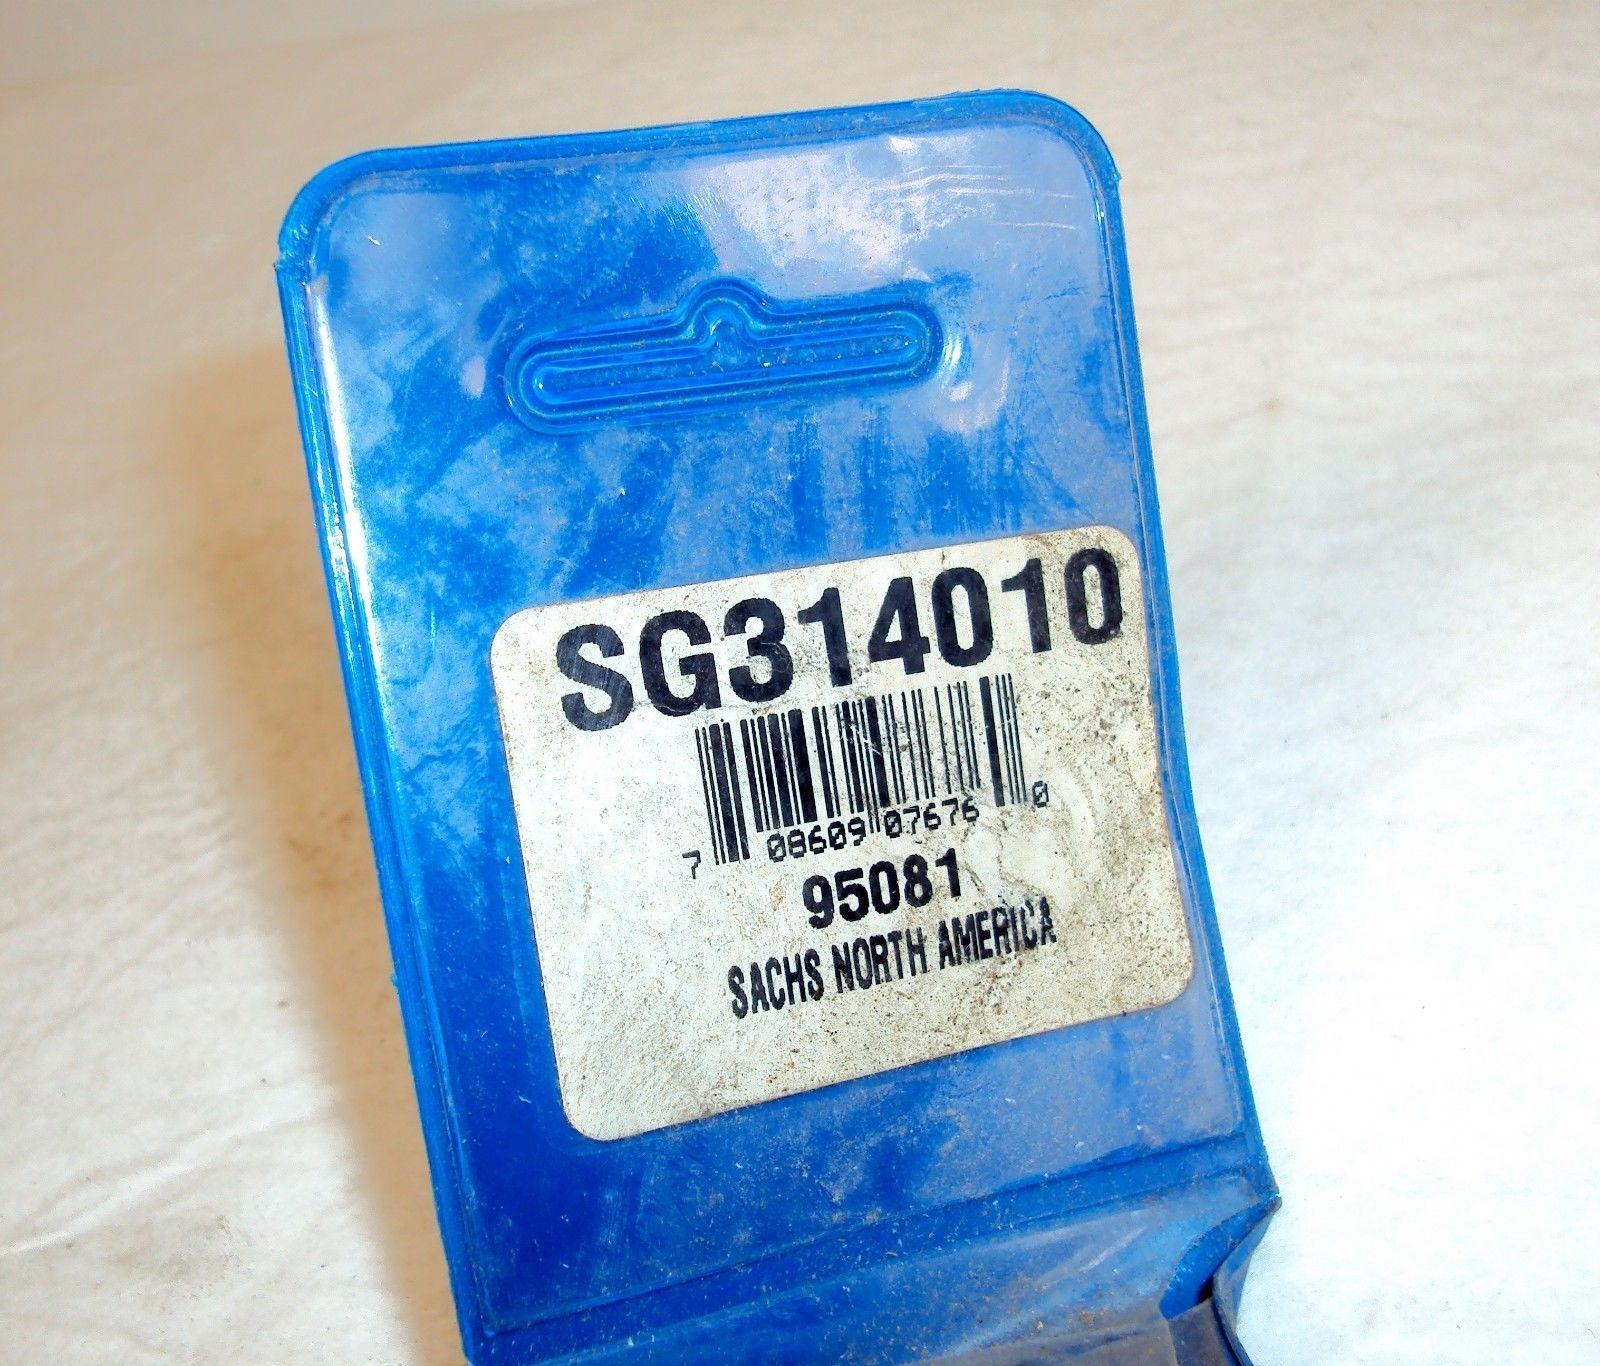 SG314010
7 08609 07676 0
95081
SACHS NORTH AMERICA